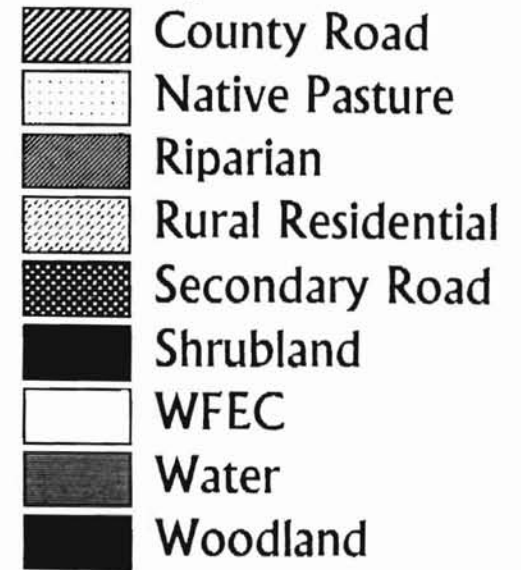 County Road
Native Pasture
Riparian
Rural Residential
Secondary Road
Shrubland
WFEC
Water
Woodland